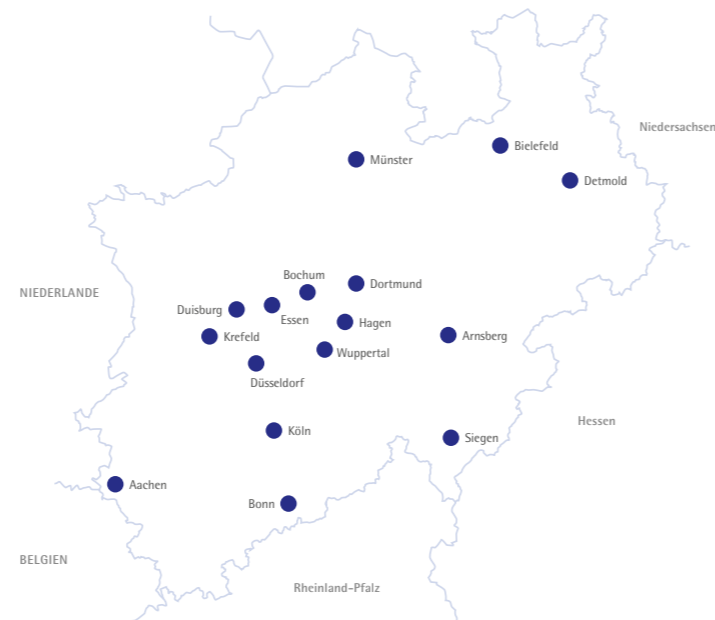 Niedersachsen
Bielefeld
Münster
Detmold
Bochum
Dortmund
NIEDERLANDE
Duisburg
Essen
Hagen
Krefeld
Arnsberg
Wuppertal
Düsseldorf
Hessen
Köln
Siegen
Aachen
Bonn
BELGIEN
Rheinland-Pfalz